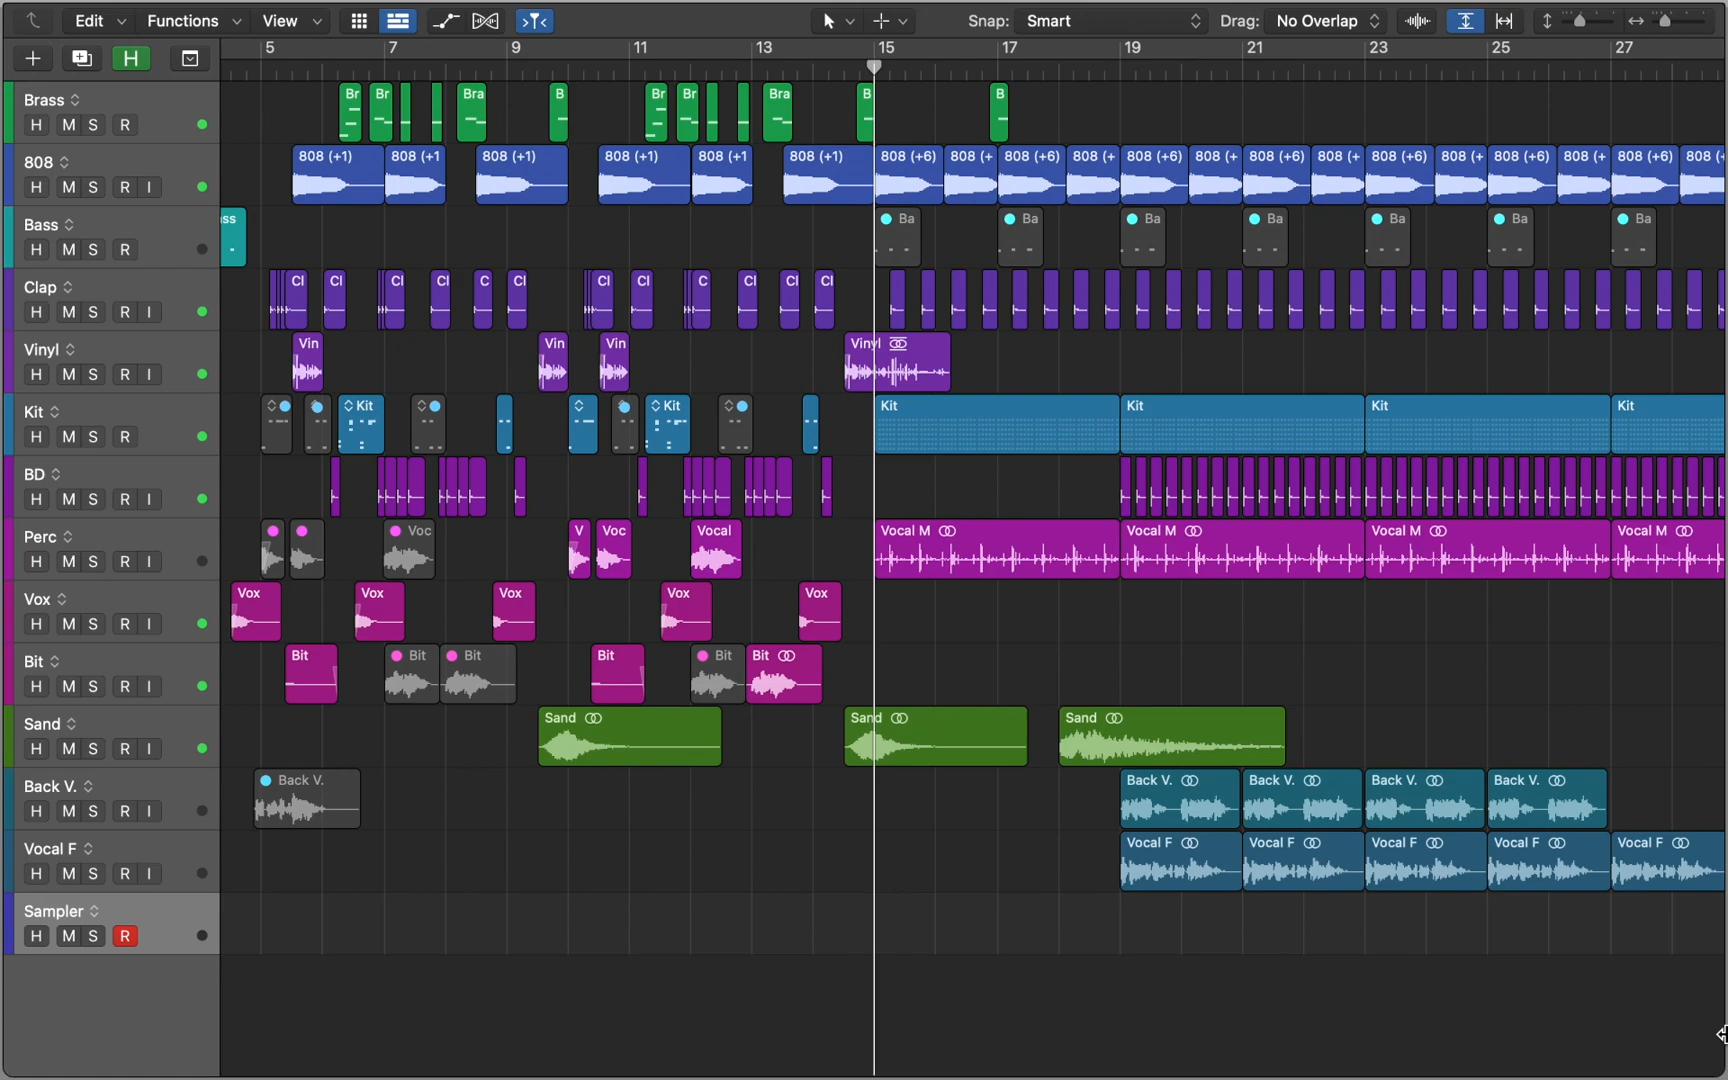 Edit Functions View Snap: Smart Drag: No Overlap
H
5 7 9 11 13 15 17 19 21 23 25 27
Brass
H M S R
Br Br Bra B Br Br Bra B B
808
H M S R I
808 (+1) 808 (+1 808 (+1) 808 (+1) 808 (+1 808 (+1) 808 (+6) 808 (+ 808 (+6) 808 (+ 808 (+6) 808 (+ 808 (+6) 808 (+ 808 (+6) 808 (+ 808 (+6) 808 (+ 808 (+6) 808 (+
Bass
H M S R
ss Ba Ba Ba Ba Ba Ba Ba
Clap
H M S R I
Cl Cl Cl Cl C Cl Cl Cl C Cl Cl Cl
Vinyl
H M S R I
Vin Vin Vin Vinyl
Kit
H M S R
Kit Kit Kit Kit Kit Kit
BD
H M S R I
Perc
H M S R I
Voc V Voc Vocal Vocal M Vocal M Vocal M Vocal M
Vox
H M S R I
Vox Vox Vox Vox Vox
Bit
H M S R I
Bit Bit Bit Bit Bit Bit
Sand
H M S R I
Sand Sand Sand
Back V.
H M S R I
Back V. Back V. Back V. Back V. Back V.
Vocal F
H M S R I
Vocal F Vocal F Vocal F Vocal F Vocal F
Sampler
H M S R